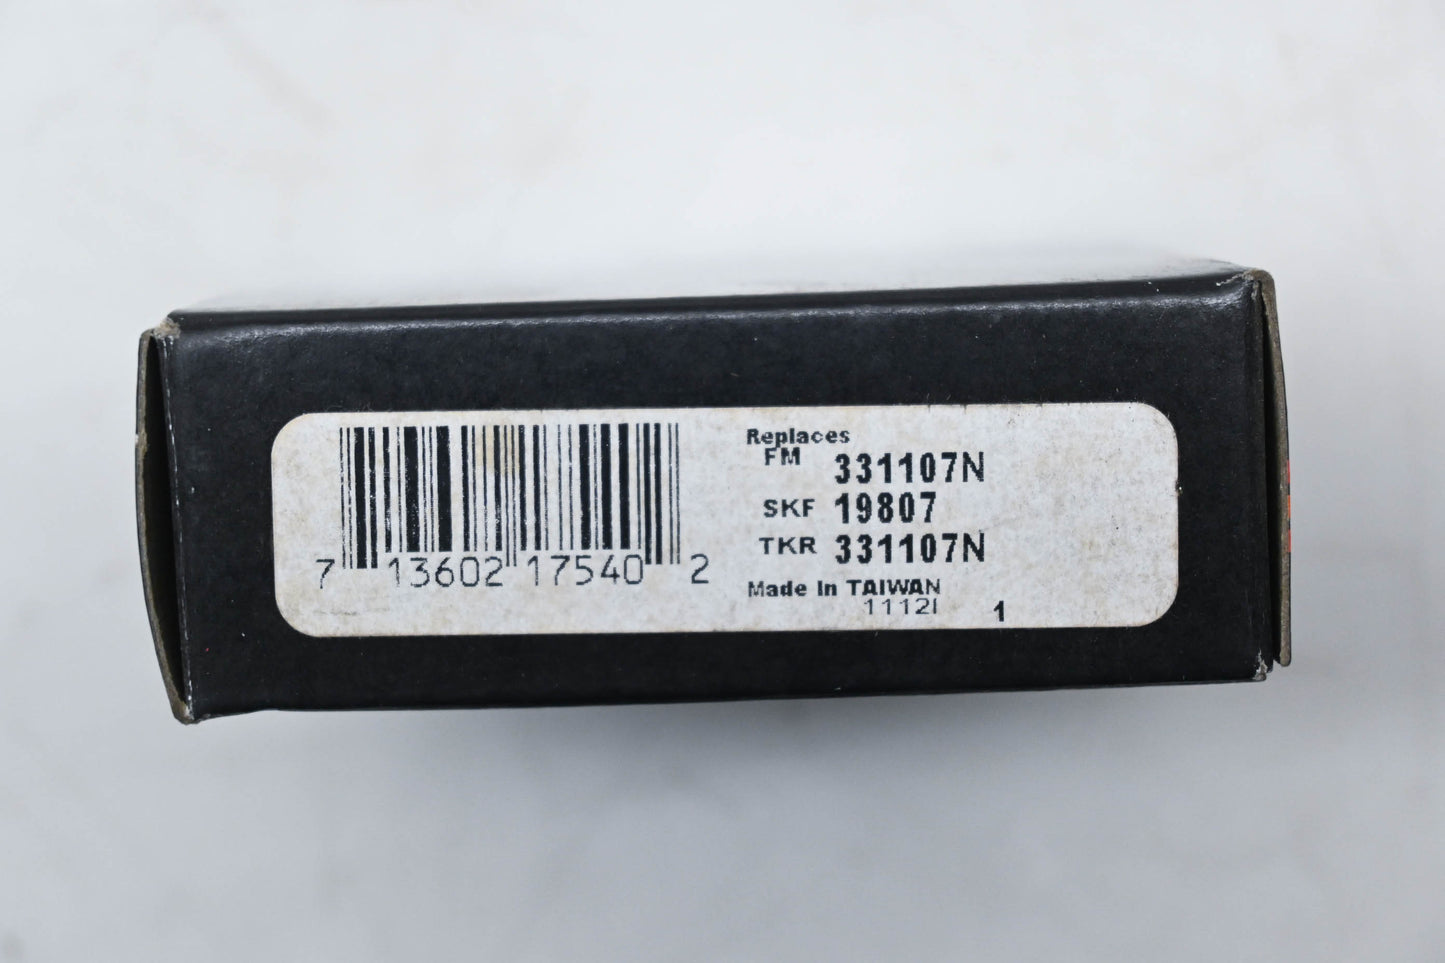 Replaces
FM 331107N
SKF 19807
TKR 331107N
Made In TAIWAN
1112I 1
7 13602 17540 2